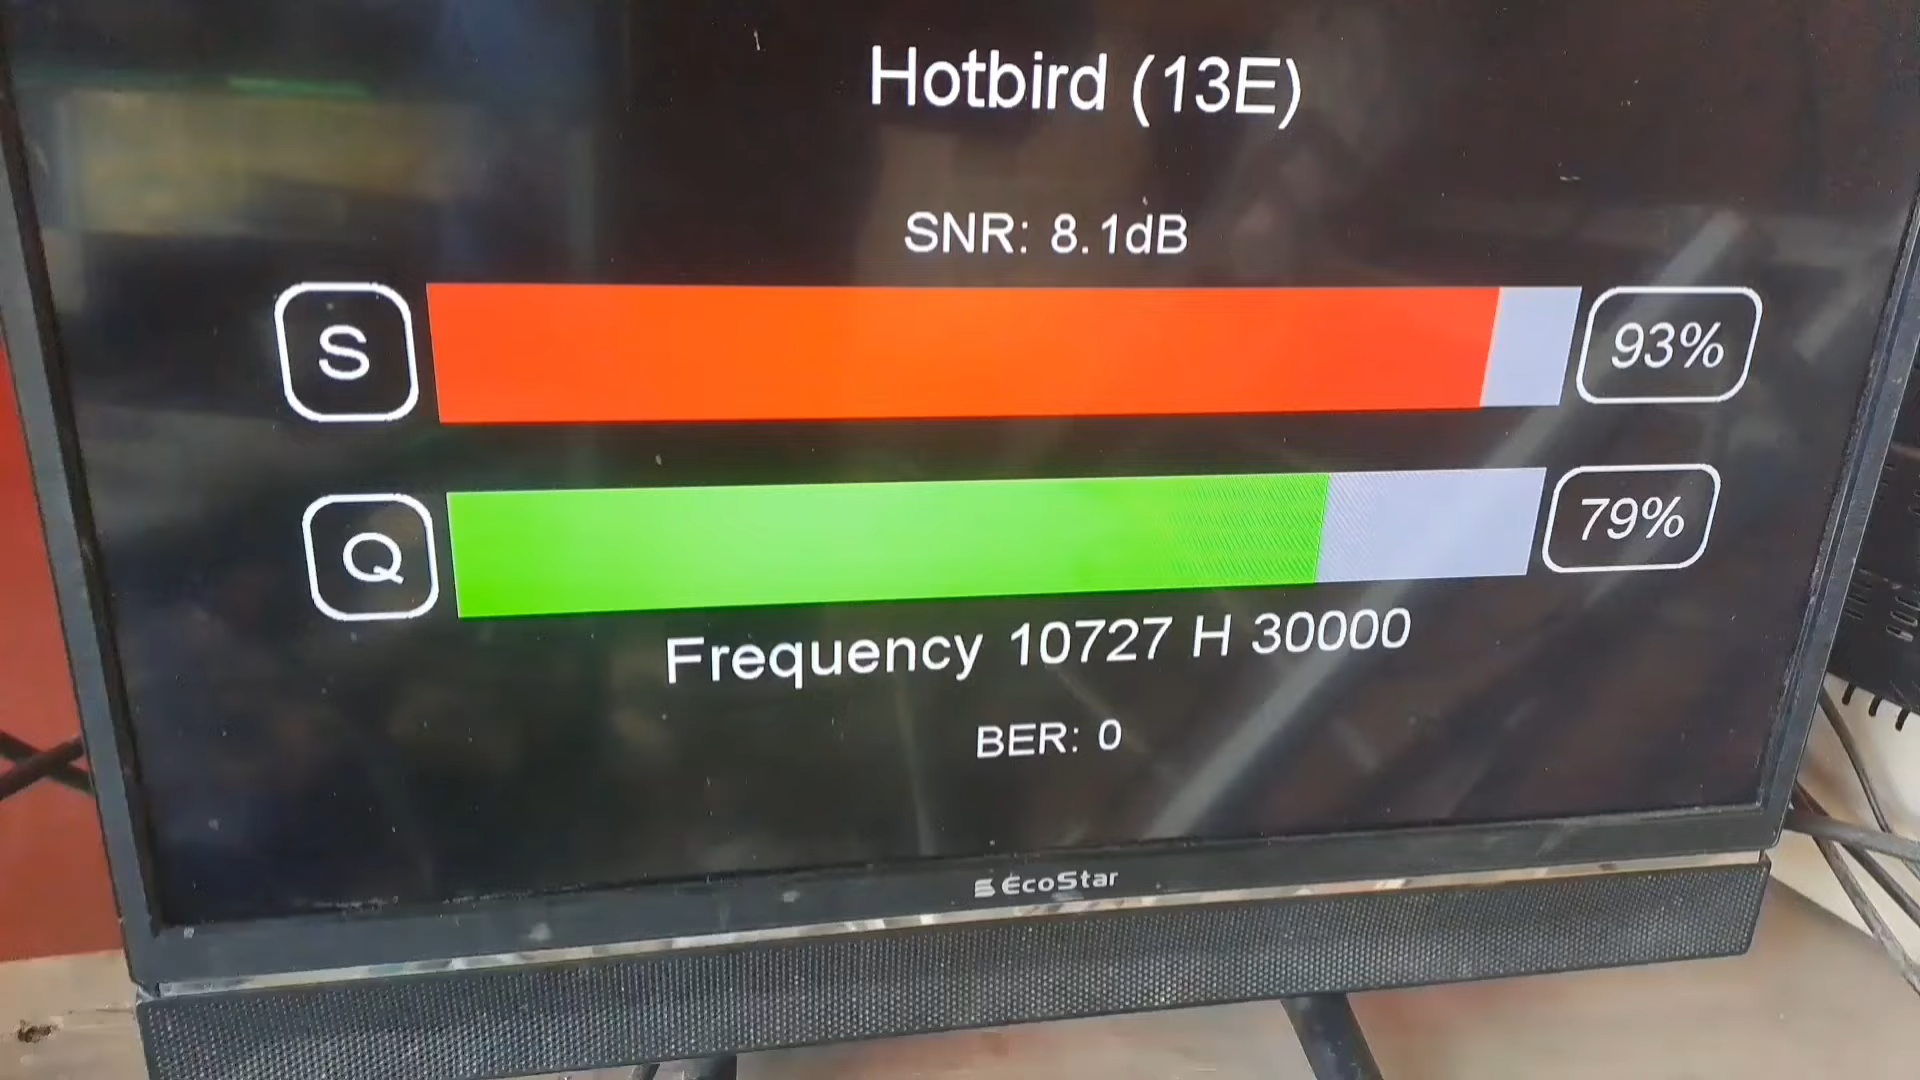 Hotbird (13E)
SNR: 8.1dB
S 93%
Q 79%
Frequency 10727 H 30000
BER: 0
EcoStar